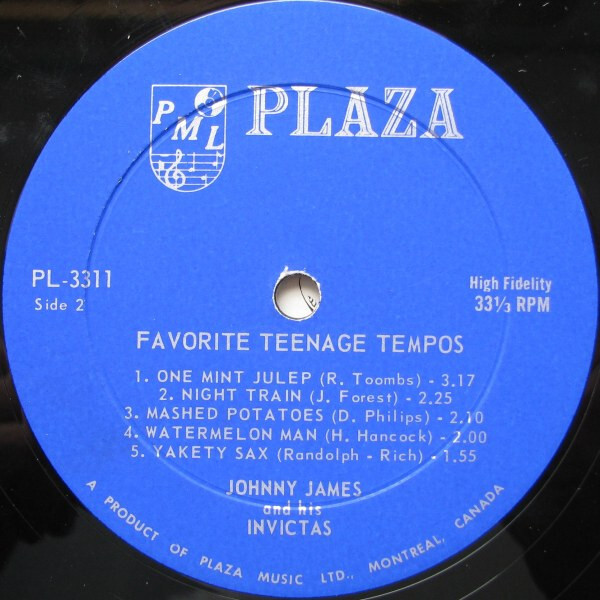 PML
PLAZA
PL-3311
Side 2
High Fidelity
33⅓ RPM
FAVORITE TEENAGE TEMPOS
1. ONE MINT JULEP (R. Toombs) - 3.17
2. NIGHT TRAIN (J. Forest) - 2.25
3. MASHED POTATOES (D. Philips) - 2.10
4. WATERMELON MAN (H. Hancock) - 2.00
5. YAKETY SAX (Randolph - Rich) - 1.55
JOHNNY JAMES
and his
INVICTAS
A PRODUCT OF PLAZA MUSIC LTD., MONTREAL, CANADA